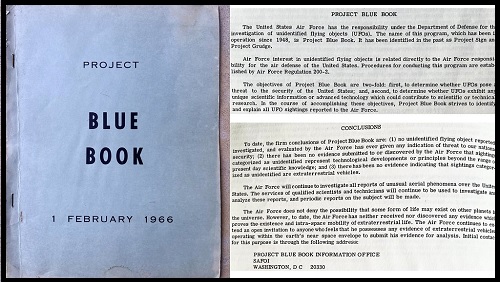 PROJECT
BLUE
BOOK
1 FEBRUARY 1966
PROJECT BLUE BOOK
The United States Air Force has the responsibility under the Department of Defense for th
investigation of unidentified flying objects (UFOs). The name of this program, which has been i
operation since 1948, is Project Blue Book. It has been identified in the past as Project Sign an
Project Grudge.
Air Force interest in unidentified flying objects is related directly to the Air Force responsi
bility for the air defense of the United States. Procedures for conducting this program are estab
lished by Air Force Regulation 200-2.
The objectives of Project Blue Book are two-fold: first, to determine whether UFOs pose a
threat to the security of the United States; and, second, to determine whether UFOs exhibit any
unique scientific information or advanced technology which could contribute to scientific or technic
research. In the course of accomplishing these objectives, Project Blue Book strives to identify
and explain all UFO sightings reported to the Air Force.
CONCLUSIONS
To date, the firm conclusions of Project Blue Book are: (1) no unidentified flying object reported
investigated, and evaluated by the Air Force has ever given any indication of threat to our nationa
security; (2) there has been no evidence submitted to or discovered by the Air Force that sighting
categorized as unidentified represent technological developments or principles beyond the range o
present day scientific knowledge; and (3) there has been no evidence indicating that sightings categor
ized as unidentified are extraterrestrial vehicles.
The Air Force will continue to investigate all reports of unusual aerial phenomena over the Unite
States. The services of qualified scientists and technicians will continue to be used to investigate an
analyze these reports, and periodic reports on the subject will be made.
The Air Force does not deny the possibility that some form of life may exist on other planets i
the universe. However, to date, the Air Force has neither received nor discovered any evidence which
proves the existence and intra-space mobility of extraterrestrial life. The Air Force continues to ex
tend an open invitation to anyone who feels that he possesses any evidence of extraterrestrial vehicle
operating within the earth's near space envelope to submit his evidence for analysis. Initial contac
for this purpose is through the following address:
PROJECT BLUE BOOK INFORMATION OFFICE
SAFOI
WASHINGTON, D C 20330